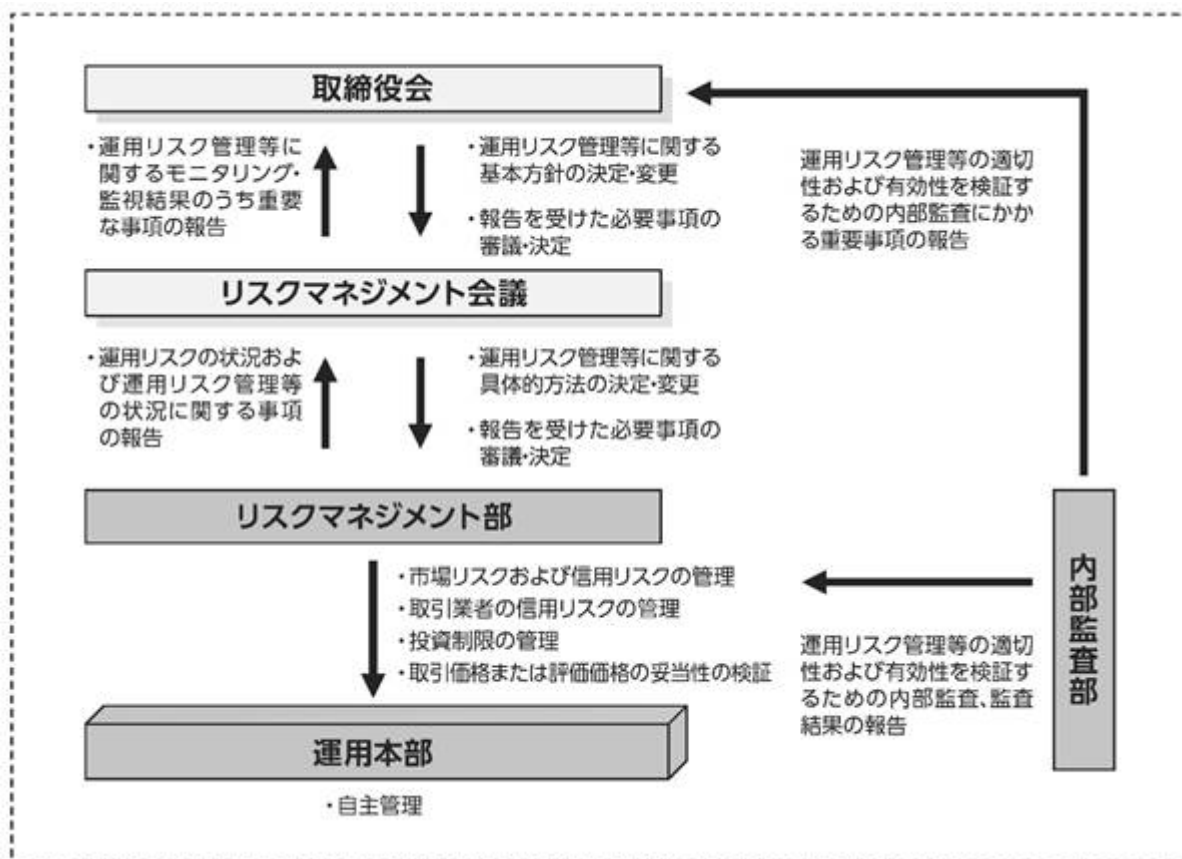 取締役会
・運用リスク管理等に
関するモニタリング・
監視結果のうち重要
な事項の報告
・運用リスク管理等に関する
基本方針の決定・変更
・報告を受けた必要事項の
審議・決定
運用リスク管理等の適切
性および有効性を検証す
るための内部監査にかか
る重要事項の報告
リスクマネジメント会議
・運用リスクの状況およ
び運用リスク管理等
の状況に関する事項
の報告
・運用リスク管理等に関する
具体的方法の決定・変更
・報告を受けた必要事項の
審議・決定
リスクマネジメント部
・市場リスクおよび信用リスクの管理
・取引業者の信用リスクの管理
・投資制限の管理
・取引価格または評価価格の妥当性の検証
内部監査部
運用リスク管理等の適切
性および有効性を検証す
るための内部監査、監査
結果の報告
運用本部
・自主管理